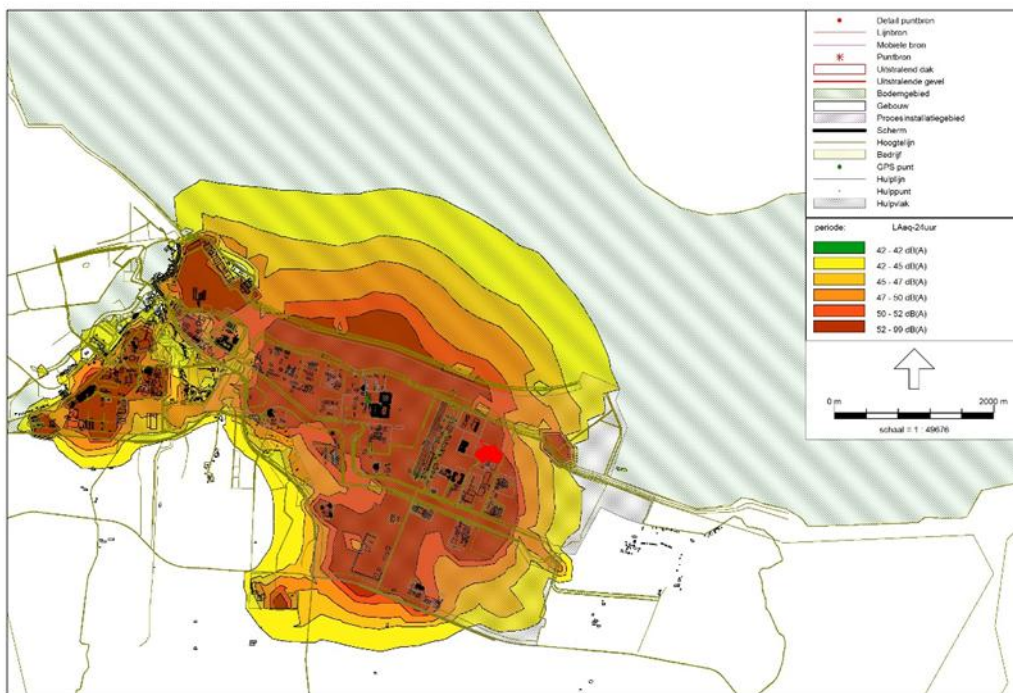 Detail puntbron
Lijnbron
Mobiele bron
Puntbron
Uitstralend dak
Uitstralende gevel
Bodemgebied
Gebouw
Procesinstallatiegebied
Scherm
Hoogtelijn
Bedrijf
GPS punt
Hulplijn
Hulppunt
Hulpvlak
periode: LAeq-24uur
42 - 42 dB(A)
42 - 45 dB(A)
45 - 47 dB(A)
47 - 50 dB(A)
50 - 52 dB(A)
52 - 99 dB(A)
0 m 2000 m
schaal = 1 : 49676